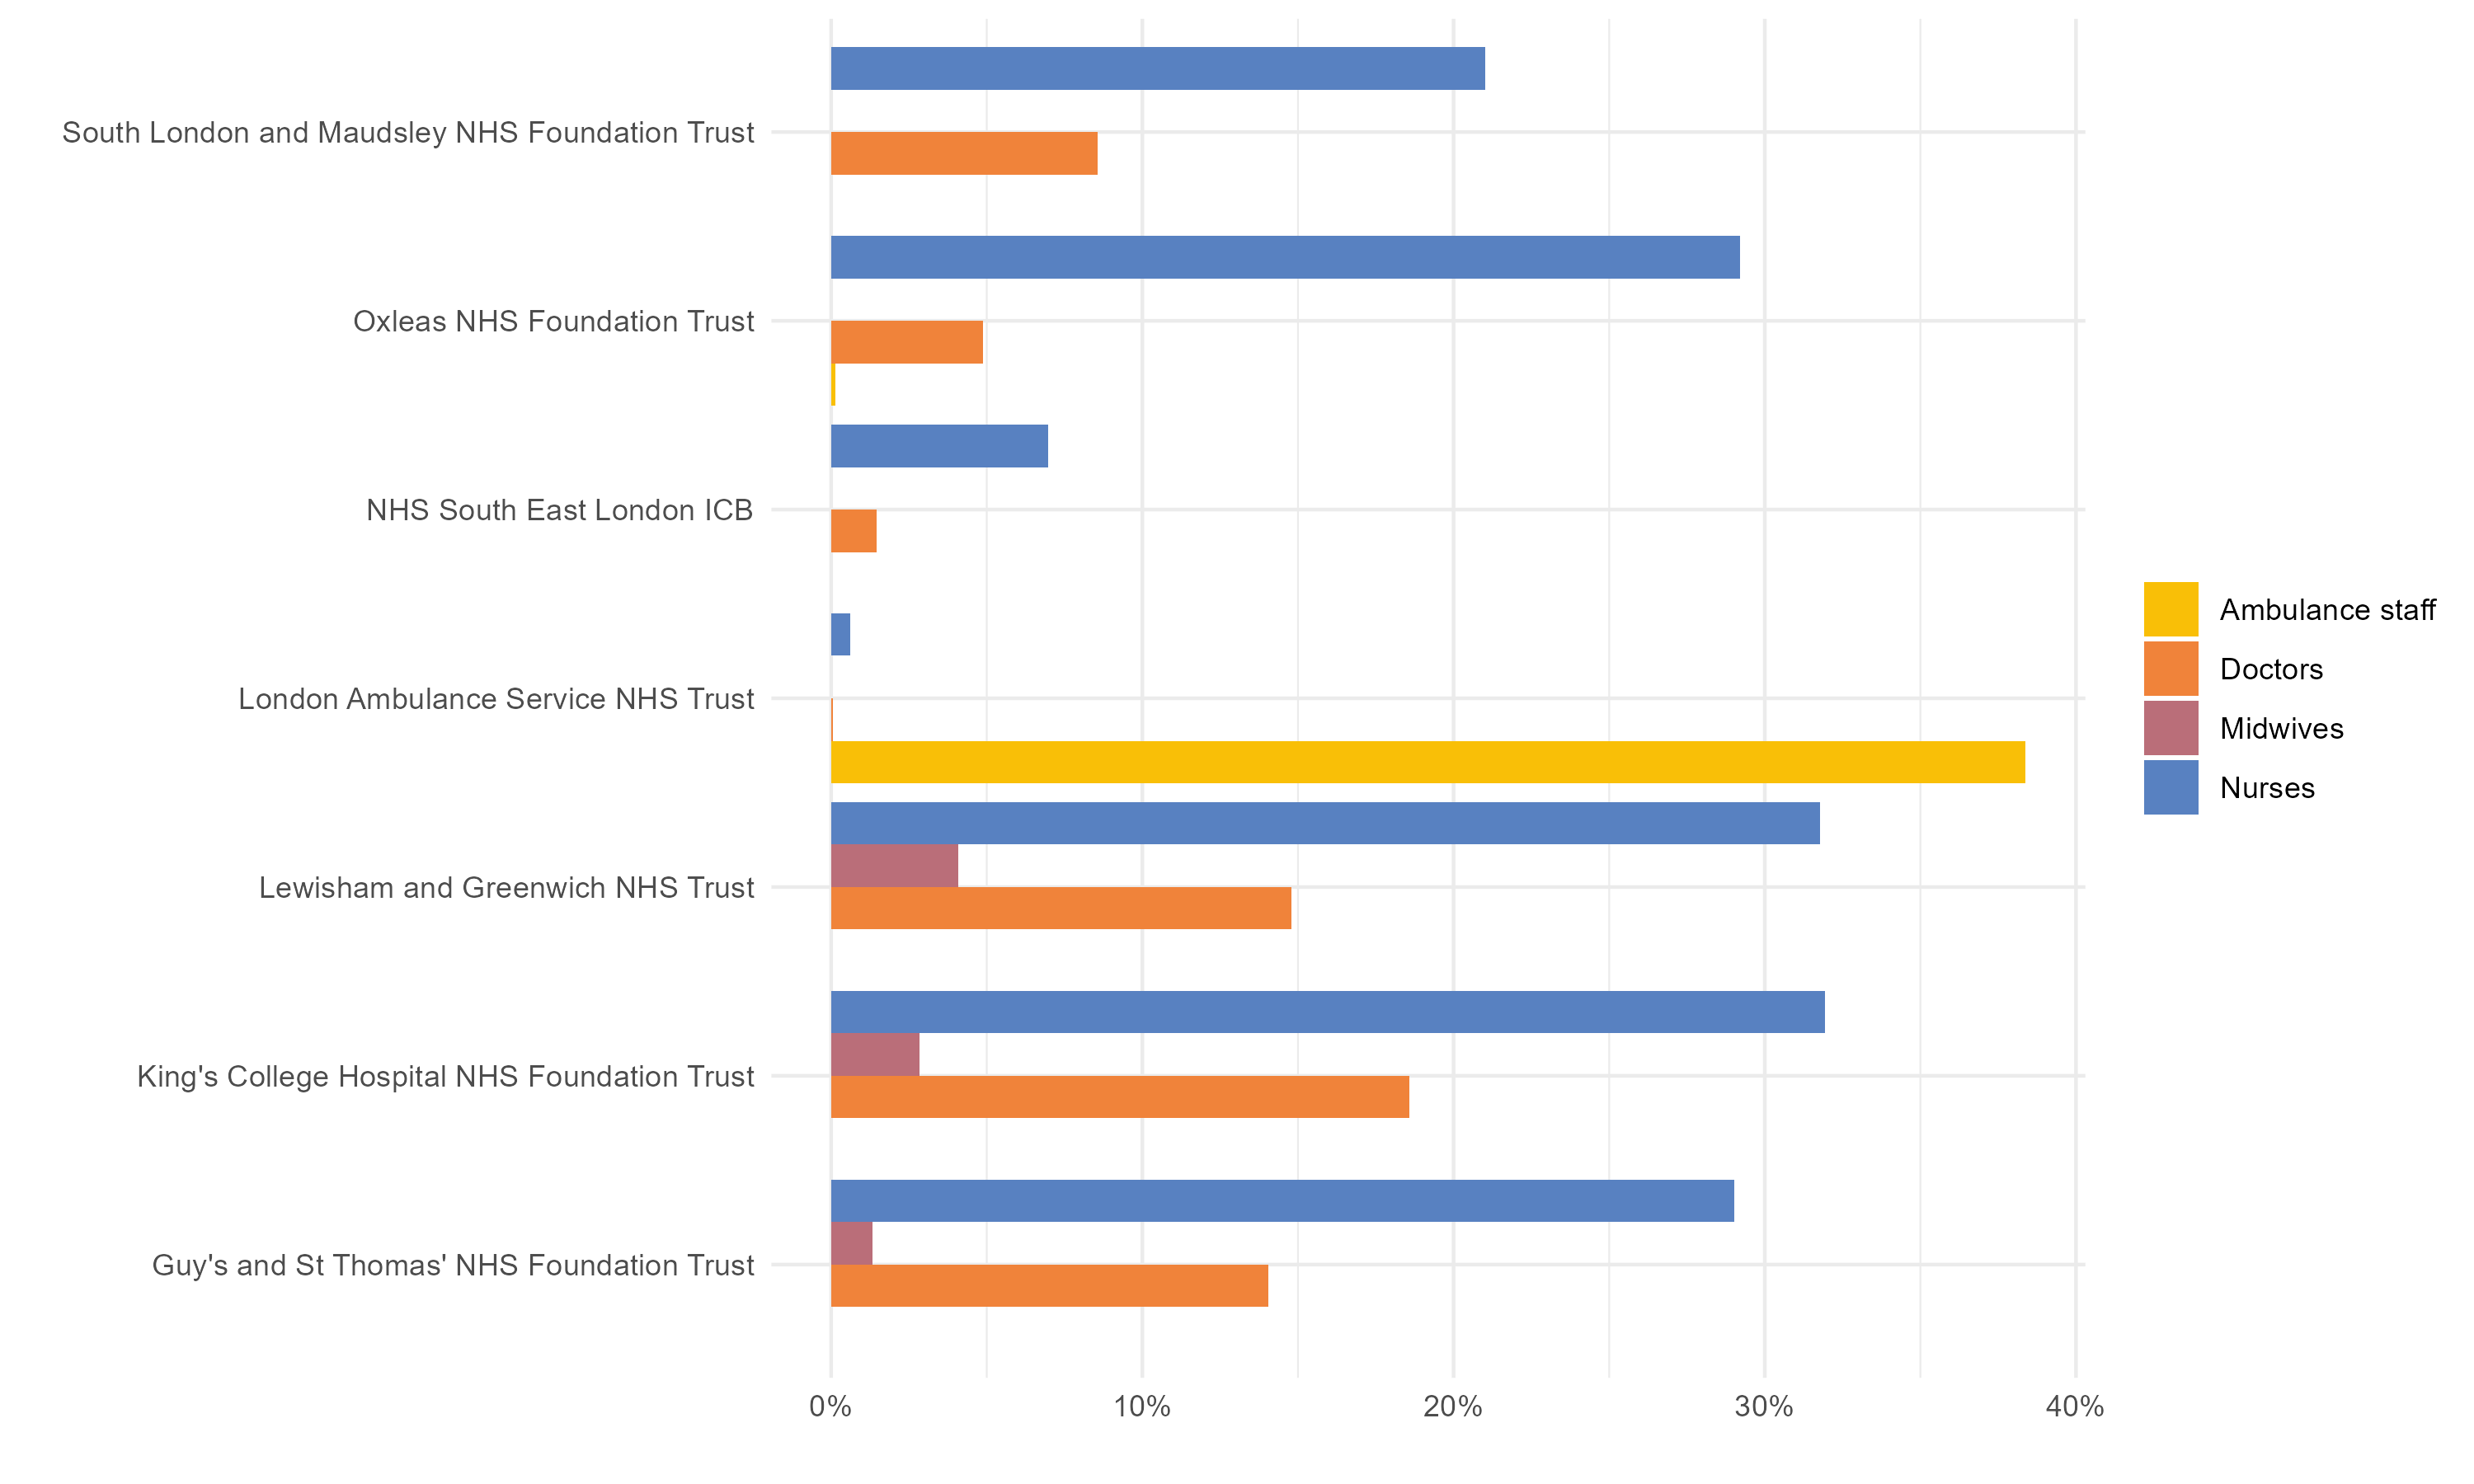 South London and Maudsley NHS Foundation Trust
Oxleas NHS Foundation Trust
NHS South East London ICB
London Ambulance Service NHS Trust
Lewisham and Greenwich NHS Trust
King's College Hospital NHS Foundation Trust
Guy's and St Thomas' NHS Foundation Trust
0% 10% 20% 30% 40%
Ambulance staff
Doctors
Midwives
Nurses